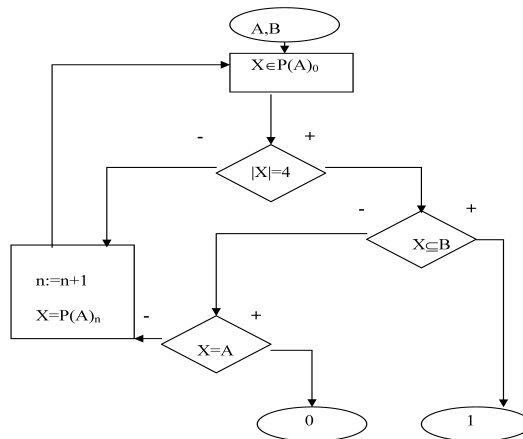 A,B
X∈P(A)₀
- +
|X|=4
- +
X⊆B
n:=n+1
X=P(A)ₙ
- +
X=A
0 1